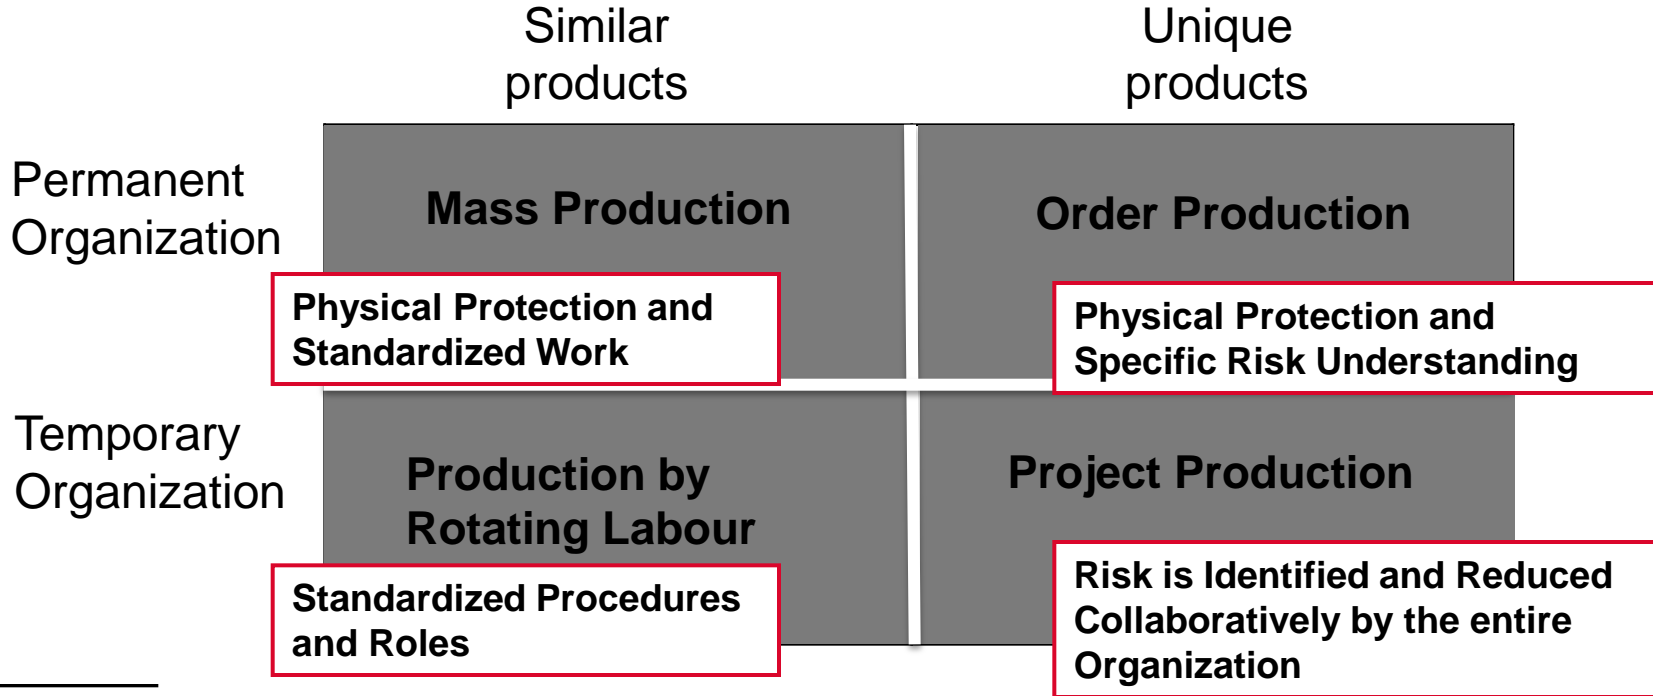 Similar
products
Unique
products
Permanent
Organization
Mass Production
Order Production
Physical Protection and
Standardized Work
Physical Protection and
Specific Risk Understanding
Temporary
Organization
Production by
Rotating Labour
Project Production
Standardized Procedures
and Roles
Risk is Identified and Reduced
Collaboratively by the entire
Organization